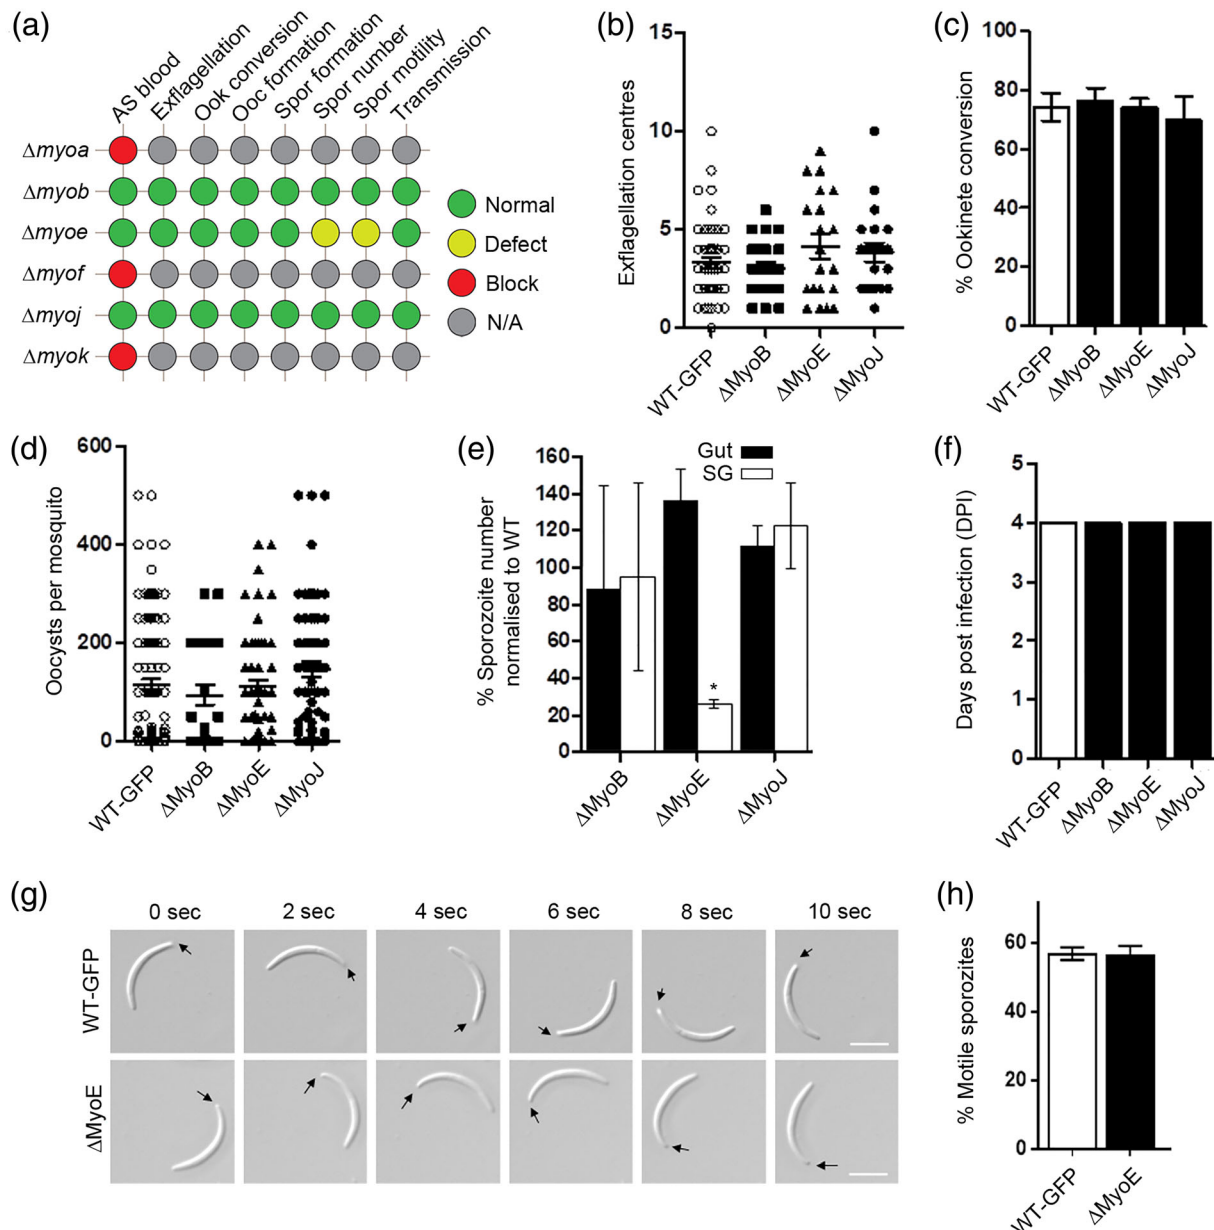 (a)
AS blood
Exflagellation
Ook conversion
Ooc formation
Spor formation
Spor number
Spor motility
Transmission
Δmyoa
Δmyob
Δmyoe
Δmyof
Δmyoj
Δmyok
Normal
Defect
Block
N/A
(b)
Exflagellation centres
15
10
5
0
WT-GFP
ΔMyoB
ΔMyoE
ΔMyoJ
(c)
% Ookinete conversion
100
80
60
40
20
0
WT-GFP
ΔMyoB
ΔMyoE
ΔMyoJ
(d)
Oocysts per mosquito
600
400
200
0
WT-GFP
ΔMyoB
ΔMyoE
ΔMyoJ
(e)
% Sporozoite number
normalised to WT
160
140
120
100
80
60
40
20
0
Gut
SG
*
ΔMyoB
ΔMyoE
ΔMyoJ
(f)
Days post infection (DPI)
5
4
3
2
1
0
WT-GFP
ΔMyoB
ΔMyoE
ΔMyoJ
(g)
0 sec
2 sec
4 sec
6 sec
8 sec
10 sec
WT-GFP
ΔMyoE
(h)
% Motile sporozites
60
40
20
0
WT-GFP
ΔMyoE